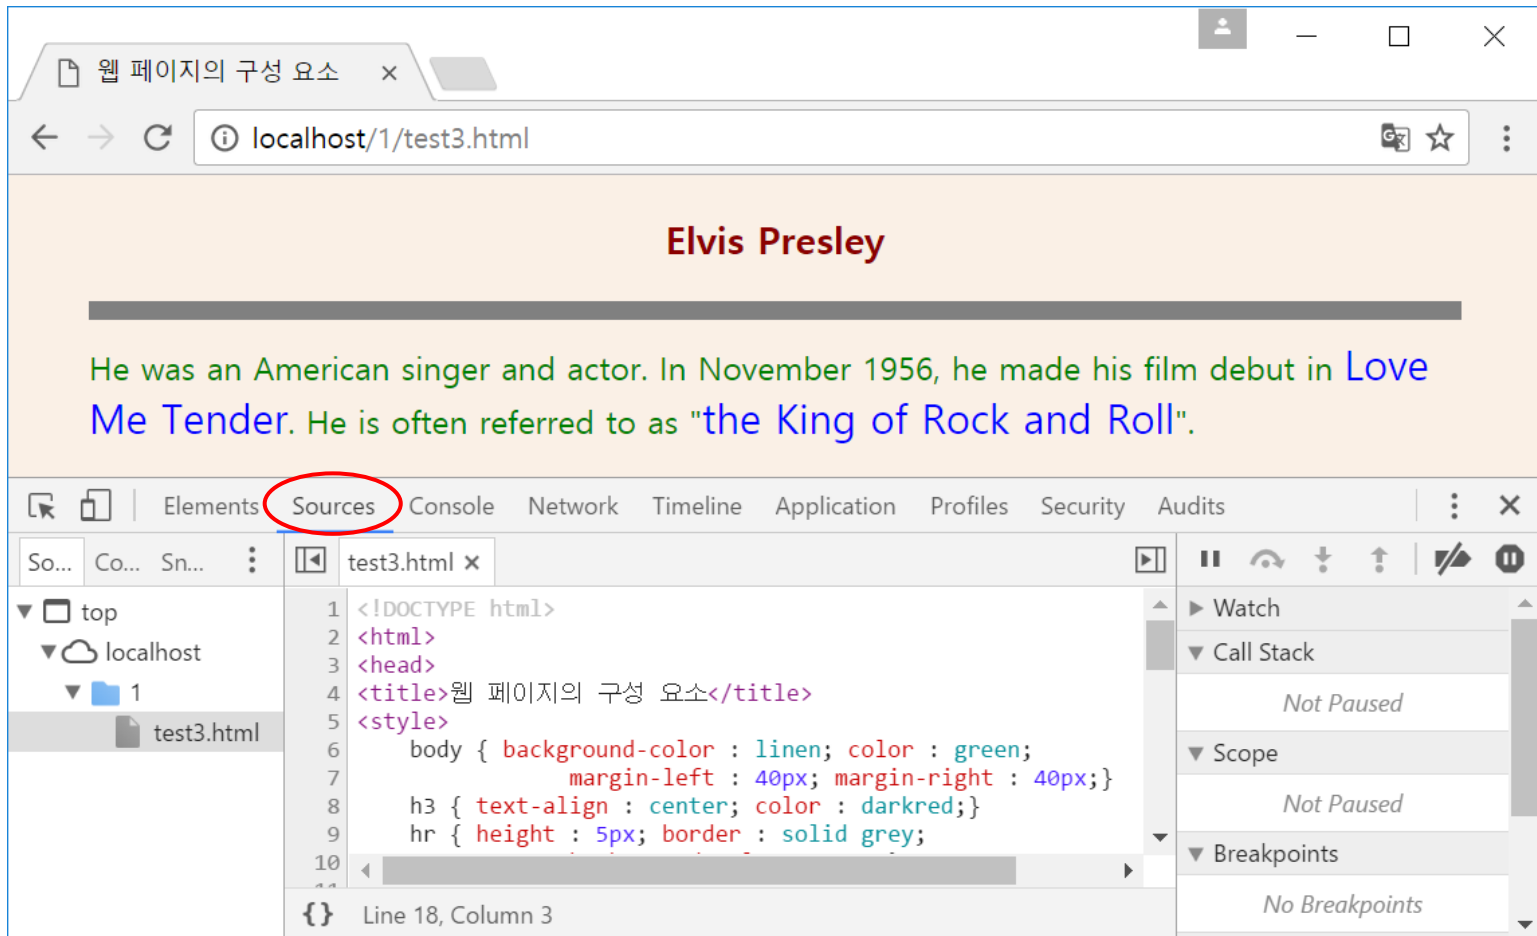 웹 페이지의 구성 요소
localhost/1/test3.html
Elvis Presley
He was an American singer and actor. In November 1956, he made his film debut in Love
Me Tender. He is often referred to as "the King of Rock and Roll".
Elements Sources Console Network Timeline Application Profiles Security Audits
So... Co... Sn...
test3.html
top
localhost
1
test3.html
1 <!DOCTYPE html>
2 <html>
3 <head>
4 <title>웹 페이지의 구성 요소</title>
5 <style>
6 body { background-color : linen; color : green;
7 margin-left : 40px; margin-right : 40px;}
8 h3 { text-align : center; color : darkred;}
9 hr { height : 5px; border : solid grey;
10
{} Line 18, Column 3
Watch
Call Stack
Not Paused
Scope
Not Paused
Breakpoints
No Breakpoints